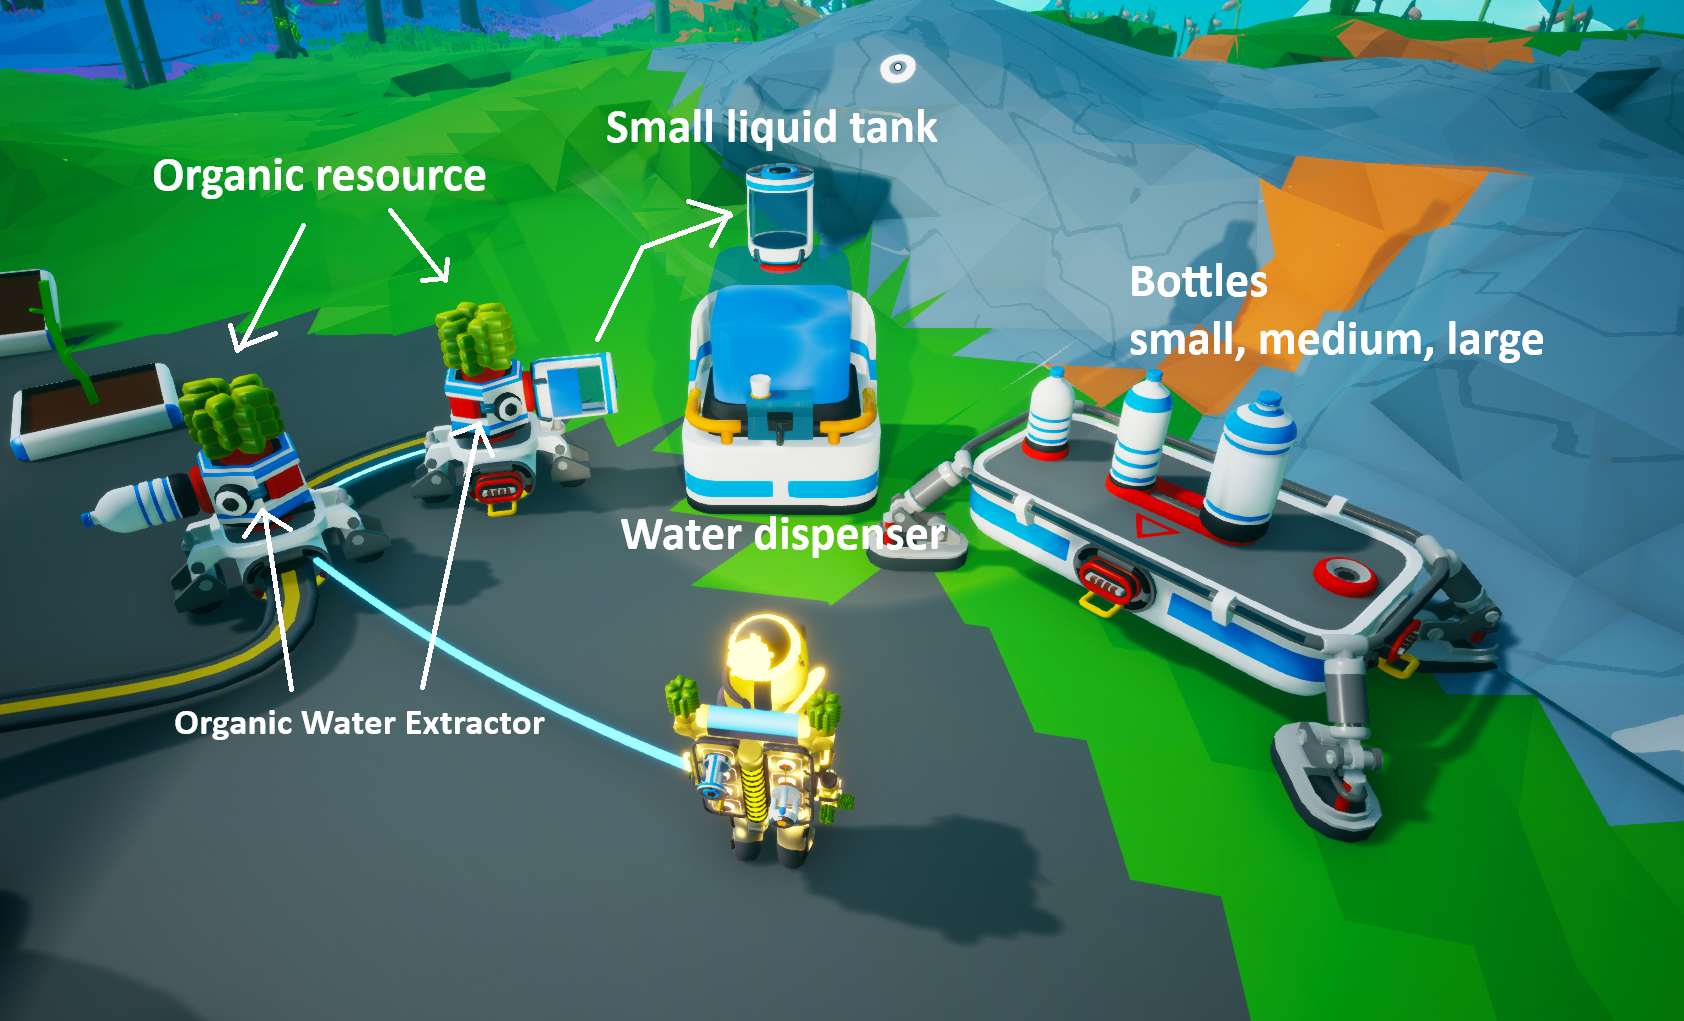 Small liquid tank
Organic resource
Bottles
small, medium, large
Water dispenser
Organic Water Extractor